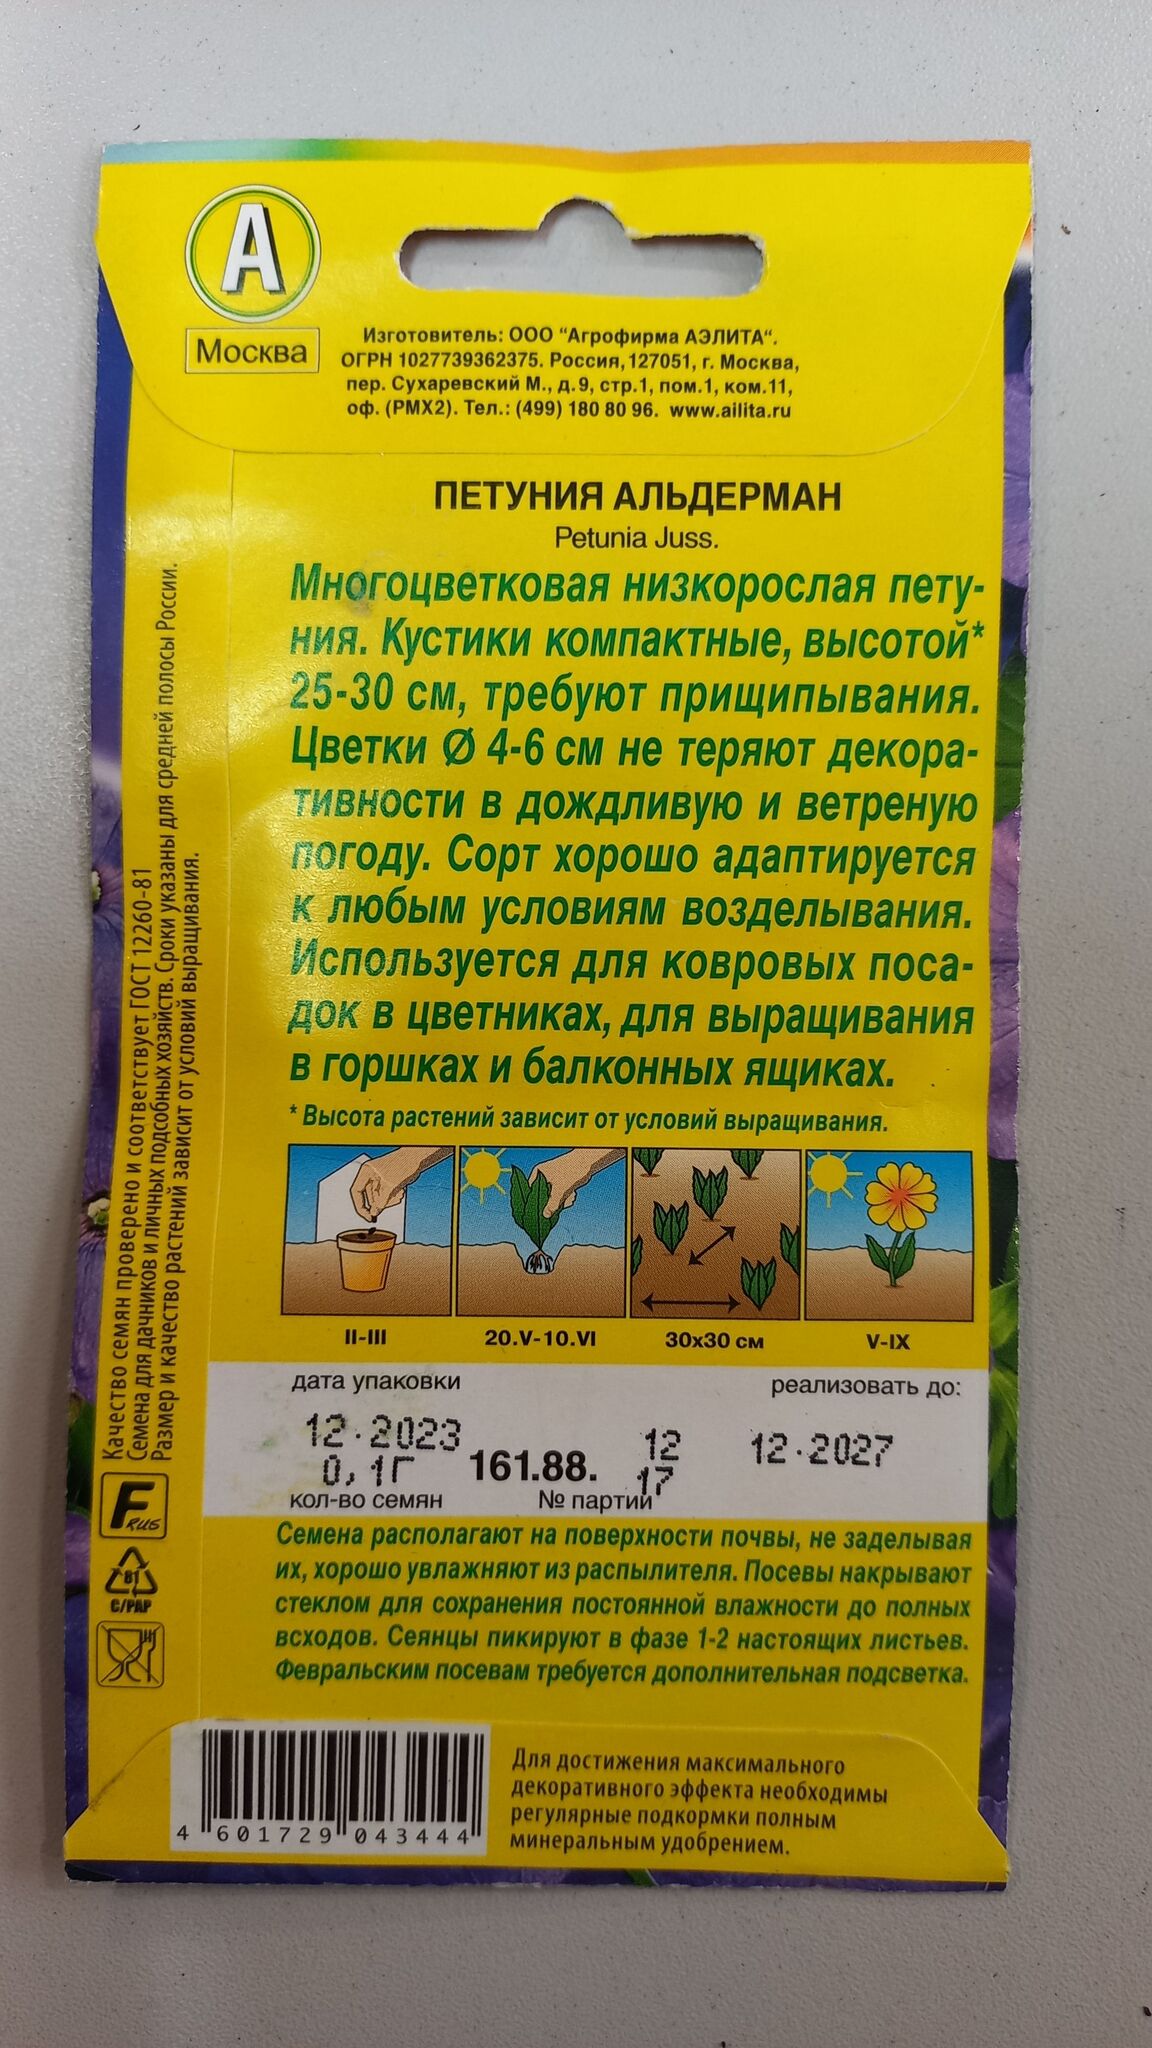 А
Москва
Изготовитель: ООО "Агрофирма АЭЛИТА".
ОГРН 1027739362375. Россия, 127051, г. Москва,
пер. Сухаревский М., д.9, стр.1, пом.1, ком.11,
оф. (РМХ2). Тел.: (499) 180 80 96. www.ailita.ru
ПЕТУНИЯ АЛЬДЕРМАН
Petunia Juss.
Многоцветковая низкорослая пету-
ния. Кустики компактные, высотой*
25-30 см, требуют прищипывания.
Цветки Ø 4-6 см не теряют декора-
тивности в дождливую и ветреную
погоду. Сорт хорошо адаптируется
к любым условиям возделывания.
Используется для ковровых поса-
док в цветниках, для выращивания
в горшках и балконных ящиках.
* Высота растений зависит от условий выращивания.
II-III
20.V-10.VI
30x30 см
V-IX
дата упаковки
реализовать до:
12.2023
12
12.2027
0,1г
161.88.
17
кол-во семян
№ партии
Семена располагают на поверхности почвы, не заделывая
их, хорошо увлажняют из распылителя. Посевы накрывают
стеклом для сохранения постоянной влажности до полных
всходов. Сеянцы пикируют в фазе 1-2 настоящих листьев.
Февральским посевам требуется дополнительная подсветка.
Для достижения максимального
декоративного эффекта необходимы
регулярные подкормки полным
минеральным удобрением.
4 601729 043444
Качество семян проверено и соответствует ГОСТ 12260-81
Семена для дачников и личных подсобных хозяйств. Сроки указаны для средней полосы России.
Размер и качество растений зависит от условий выращивания.
F RUS
81
C/PAP